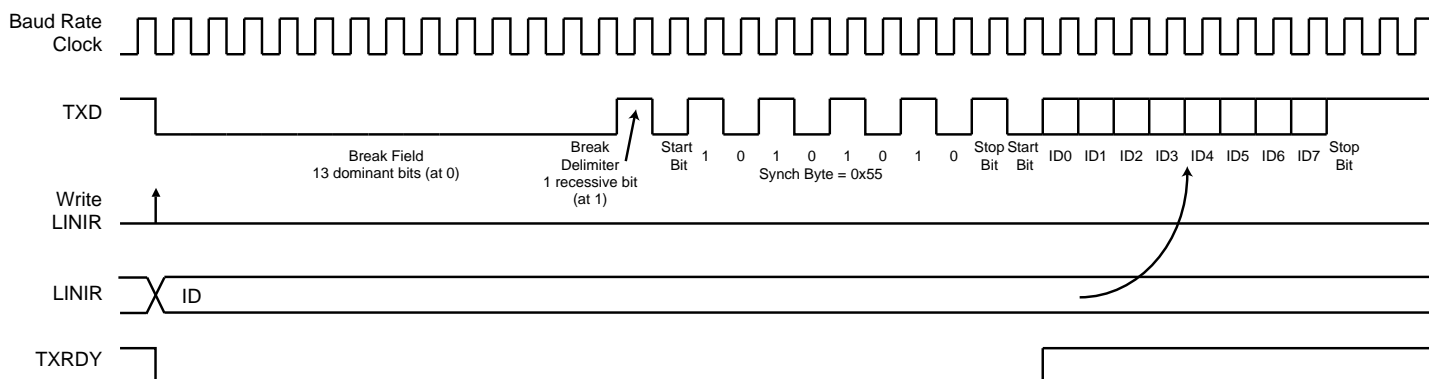 Baud Rate
Clock
TXD
Break Field
13 dominant bits (at 0)
Break
Delimiter
1 recessive bit
(at 1)
Start
Bit
1 0 1 0 1 0 1 0
Synch Byte = 0x55
Stop
Bit
Start
Bit
ID0 ID1 ID2 ID3 ID4 ID5 ID6 ID7
Stop
Bit
Write
LINIR
LINIR
ID
TXRDY